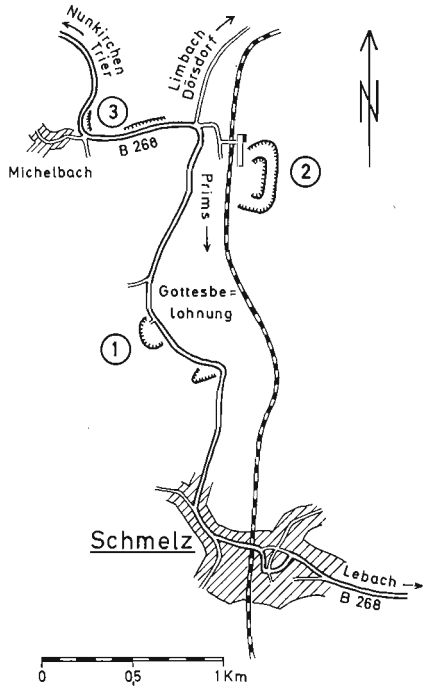 Nunkirchen
Trier
Limbach
Dörsdorf
N
3
B 268
Michelbach
2
Prims
Gottesbe=
lohnung
1
Schmelz
Lebach
B 268
0
0,5
1 Km